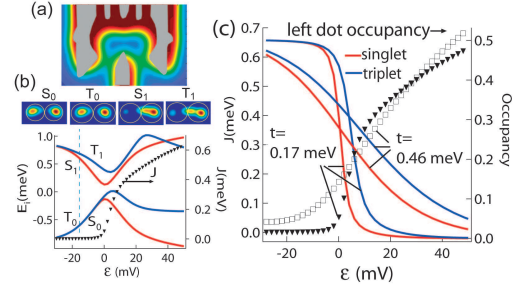 (a)
(b)
S0 T0 S1 T1
1.0
0.5
0.0
-0.5
Ei(meV)
T1
S1
T0
S0
J
0.6
0.4
0.2
0.0
J(meV)
-20 0 20 40
ε (mV)
(c)
0.7
0.6
0.5
0.4
0.3
0.2
0.1
0.0
J(meV)
left dot occupancy→
singlet
triplet
t=
0.17 meV
t=
0.46 meV
0.5
0.4
0.3
0.2
0.1
0.0
Occupancy
-20 0 20 40
ε (mV)